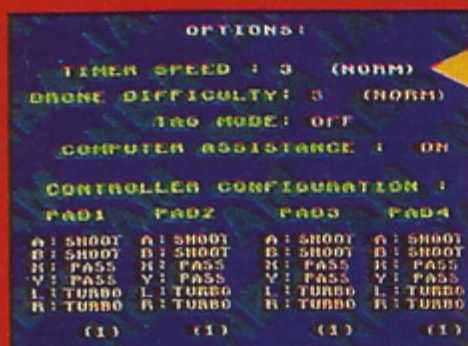 OPTIONS:
TIMER SPEED : 3 (NORM)
DRONE DIFFICULTY: 3 (NORM)
TAG MODE: OFF
COMPUTER ASSISTANCE : ON
CONTROLLER CONFIGURATION :
PAD1 PAD2 PAD3 PAD4
A: SHOOT A: SHOOT A: SHOOT A: SHOOT
B: SHOOT B: SHOOT B: SHOOT B: SHOOT
X: PASS X: PASS X: PASS X: PASS
Y: PASS Y: PASS Y: PASS Y: PASS
L: TURBO L: TURBO L: TURBO L: TURBO
R: TURBO R: TURBO R: TURBO R: TURBO
(1) (1) (1) (1)